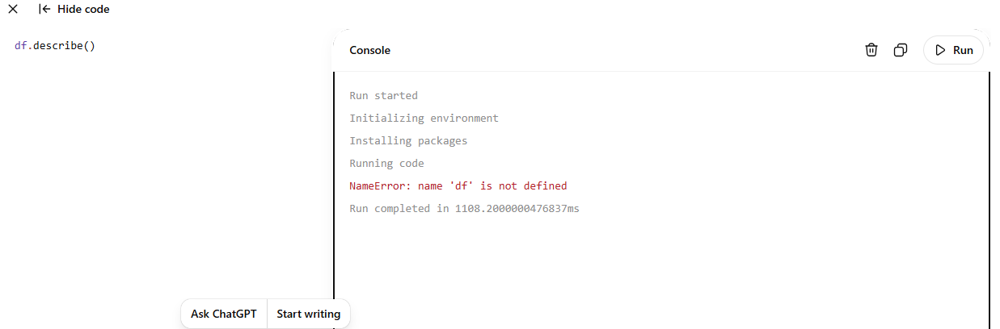 Hide code
df.describe()
Console
Run
Run started
Initializing environment
Installing packages
Running code
NameError: name 'df' is not defined
Run completed in 1108.2000000476837ms
Ask ChatGPT
Start writing